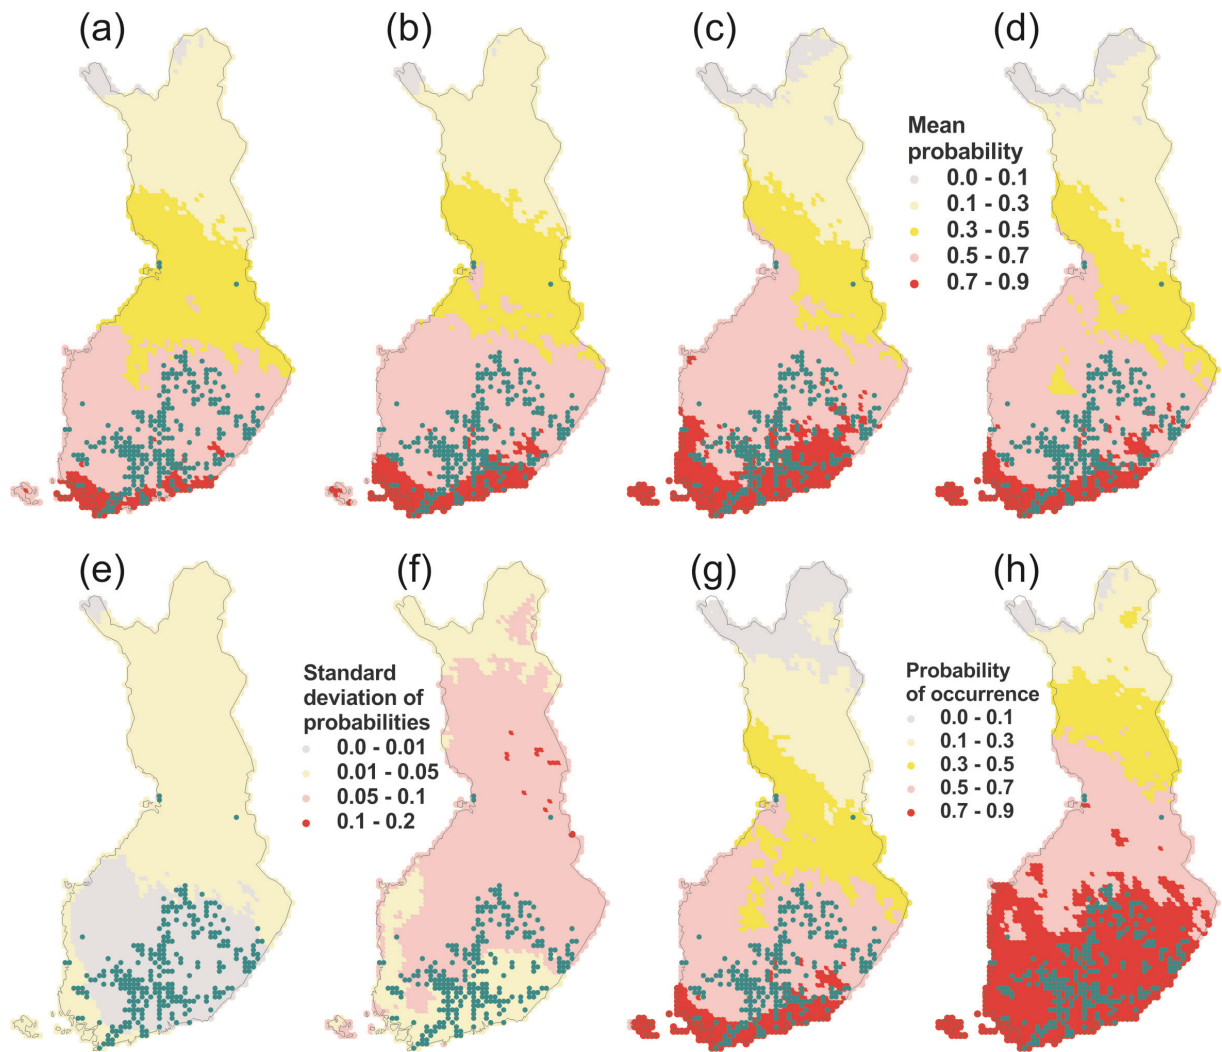 (a)
(b)
(c)
(d)
Mean
probability
0.0 - 0.1
0.1 - 0.3
0.3 - 0.5
0.5 - 0.7
0.7 - 0.9
(e)
(f)
(g)
(h)
Standard
deviation of
probabilities
0.0 - 0.01
0.01 - 0.05
0.05 - 0.1
0.1 - 0.2
Probability
of occurrence
0.0 - 0.1
0.1 - 0.3
0.3 - 0.5
0.5 - 0.7
0.7 - 0.9